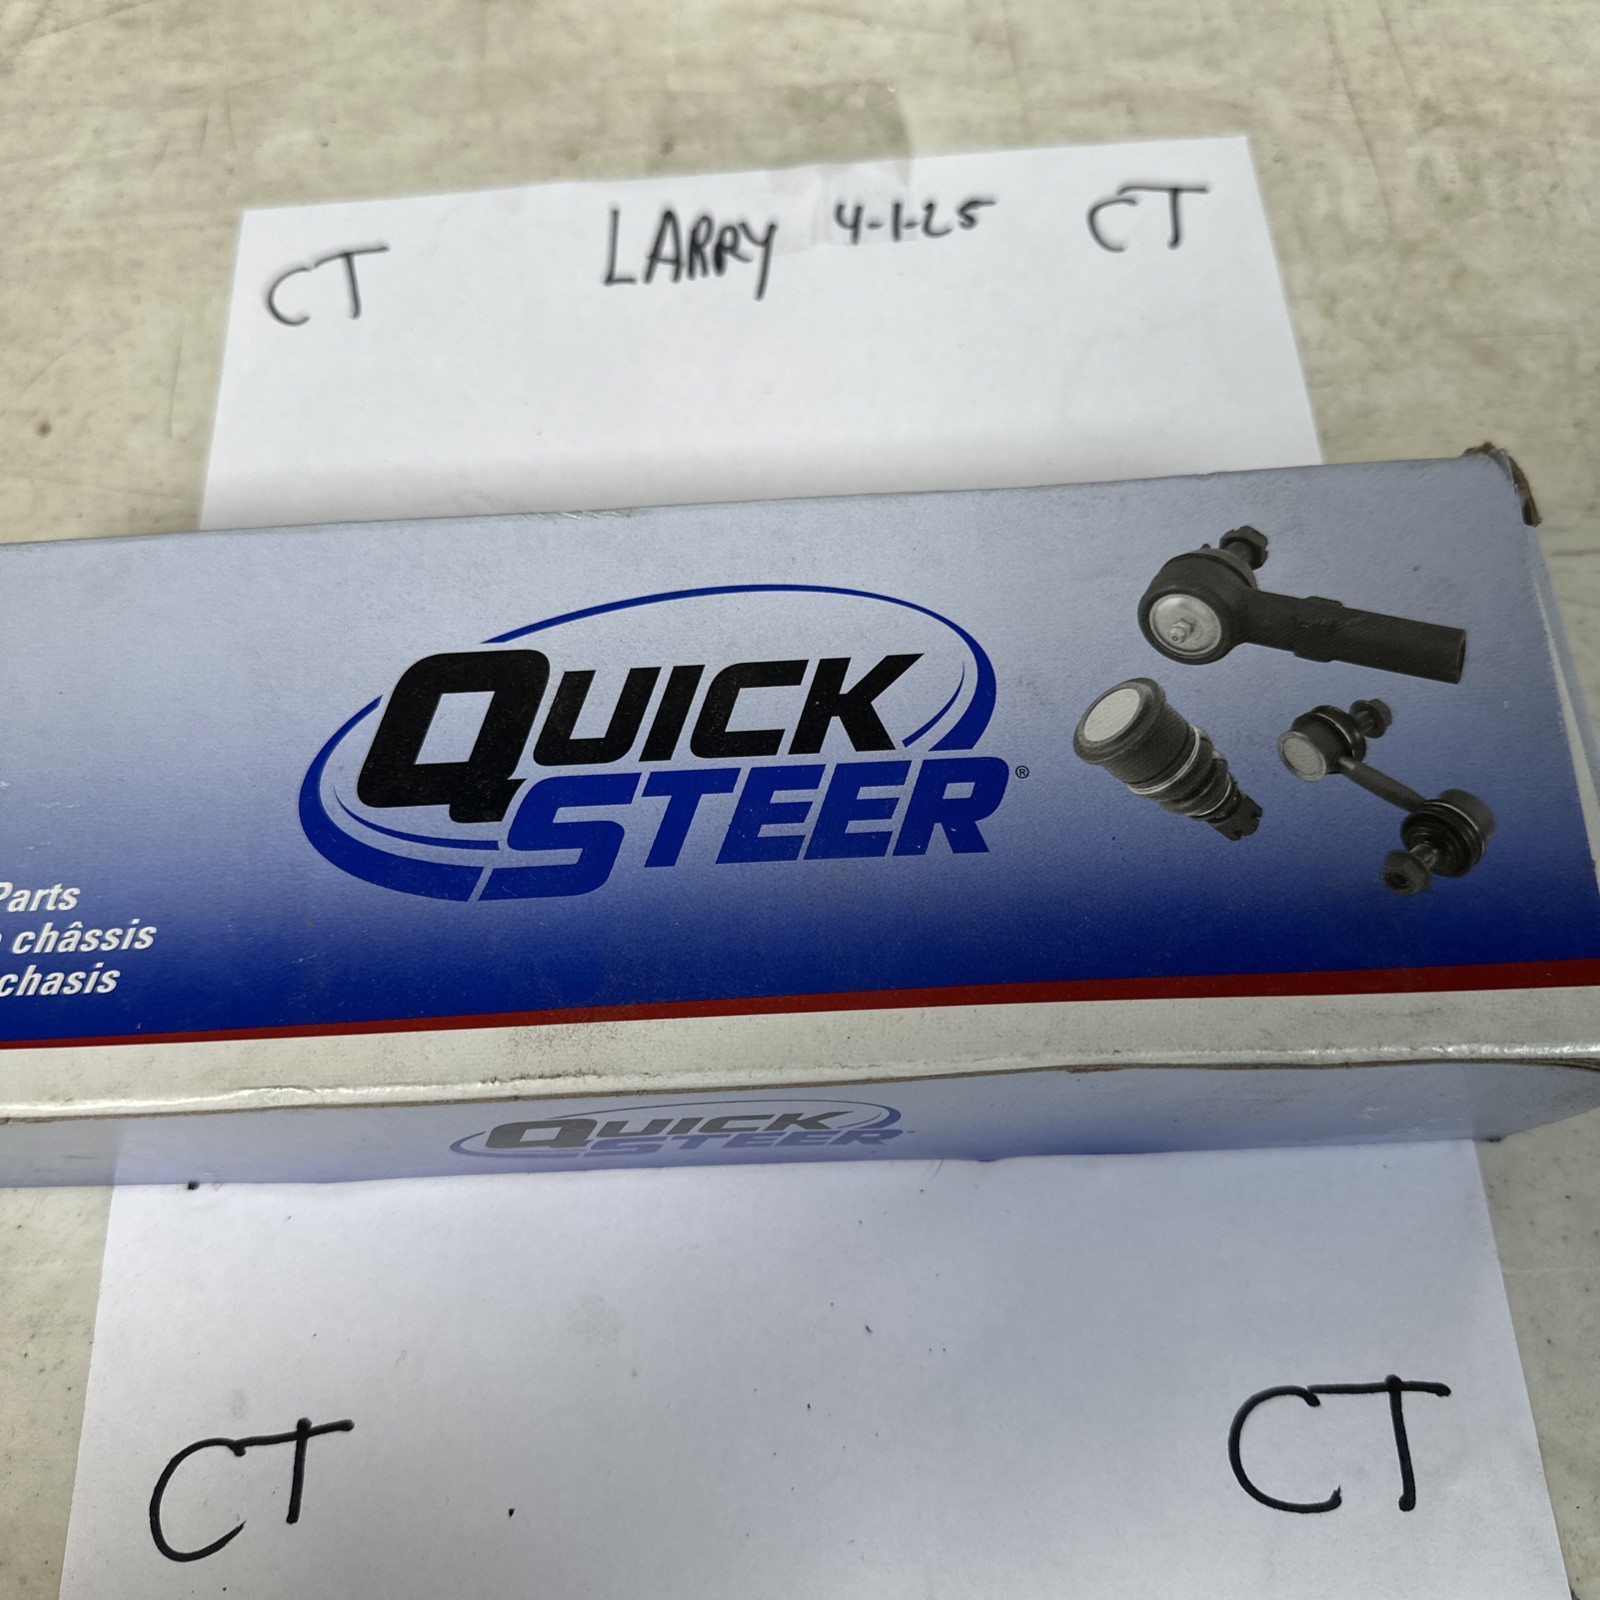 CT LARRY 4-1-25 CT
QUICK
STEER®
Parts
châssis
chasis
QUICK
STEER
CT CT